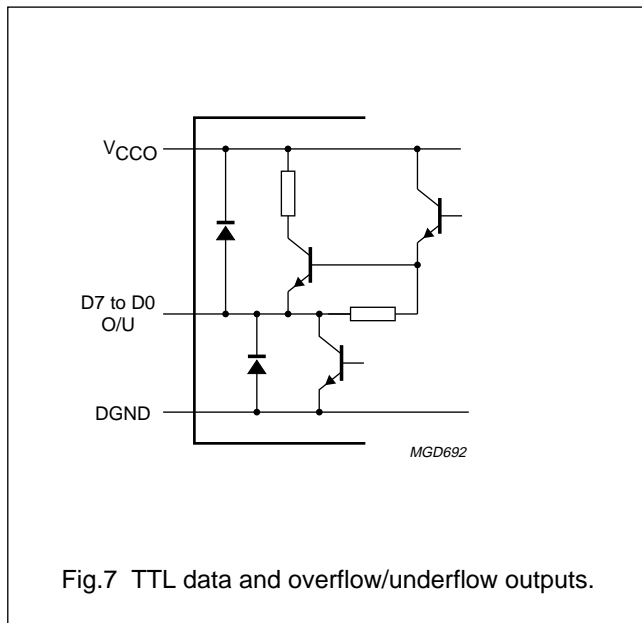 VCCO
D7 to D0
O/U
DGND
MGD692
Fig.7 TTL data and overflow/underflow outputs.